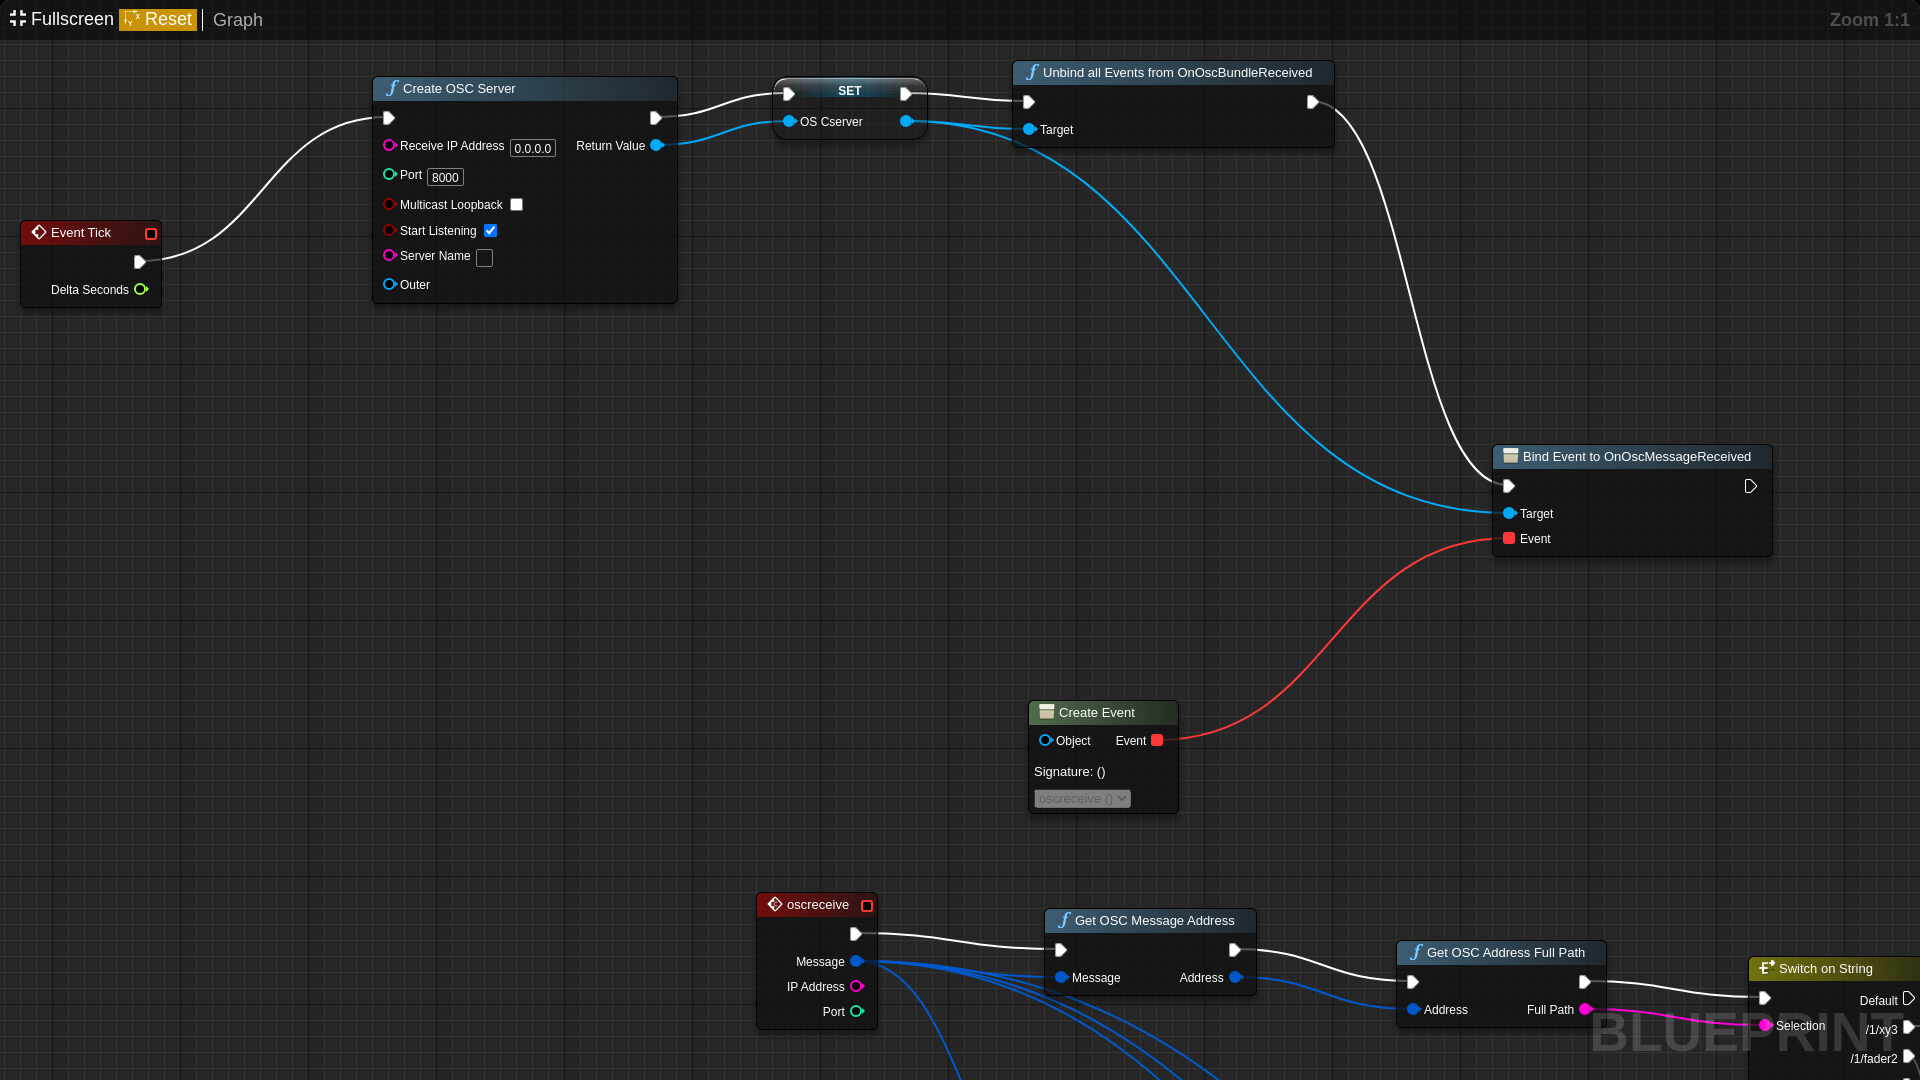 Fullscreen Reset Graph
Zoom 1:1
Unbind all Events from OnOscBundleReceived
Target
Create OSC Server
Receive IP Address 0.0.0.0 Return Value
Port 8000
Multicast Loopback
Start Listening
Server Name
Outer
SET
OS Cserver
Event Tick
Delta Seconds
Bind Event to OnOscMessageReceived
Target
Event
Create Event
Object Event
Signature: ()
oscreceive ()
oscreceive
Message
IP Address
Port
Get OSC Message Address
Message Address
Get OSC Address Full Path
Address Full Path
Switch on String
Default
Selection /1/xy3
/1/fader2
BLUEPRINT